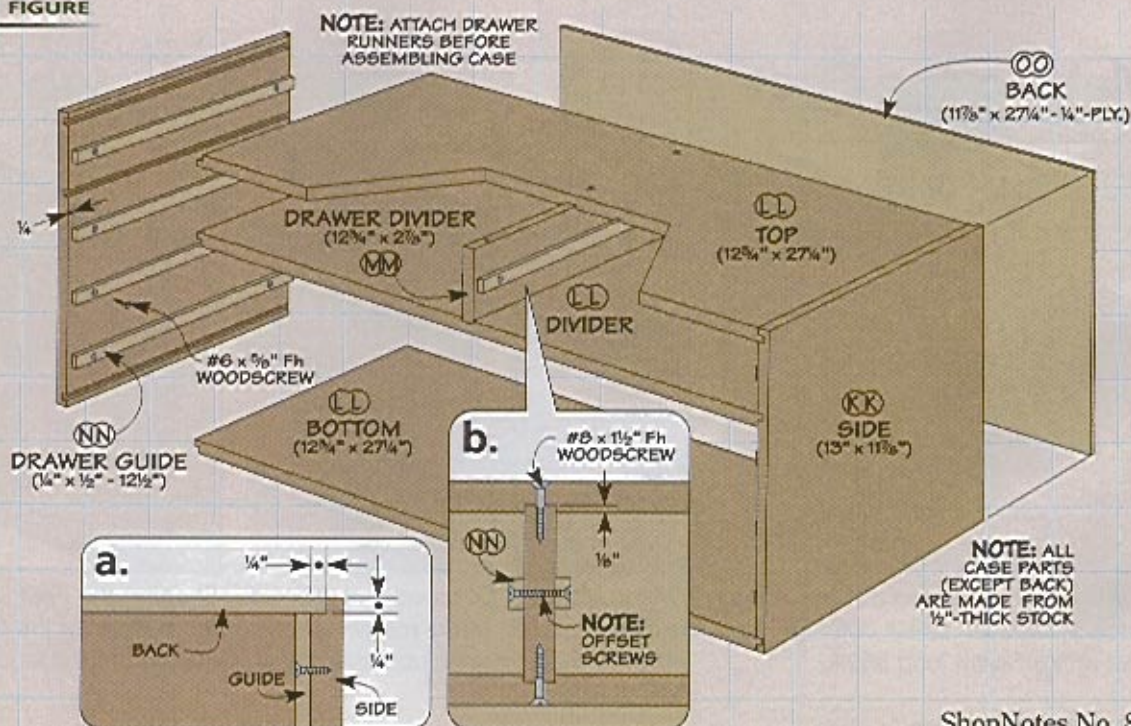 FIGURE
NOTE: ATTACH DRAWER
RUNNERS BEFORE
ASSEMBLING CASE
OO
BACK
(11⅞" x 27¼" - ¼"-PLY.)
¼
DRAWER DIVIDER
(12¾" x 2⅞")
MM
LL
TOP
(12¾" x 27¼")
LL
DIVIDER
#6 x ⅝" Fh
WOODSCREW
NN
DRAWER GUIDE
(¼" x ½" - 12½")
LL
BOTTOM
(12¾" x 27¼")
KK
SIDE
(13" x 11⅞")
a.
¼"
¼"
BACK
GUIDE
SIDE
b.
#8 x 1½" Fh
WOODSCREW
NN
⅛"
NOTE:
OFFSET
SCREWS
NOTE: ALL
CASE PARTS
(EXCEPT BACK)
ARE MADE FROM
½"-THICK STOCK
ShopNotes No.